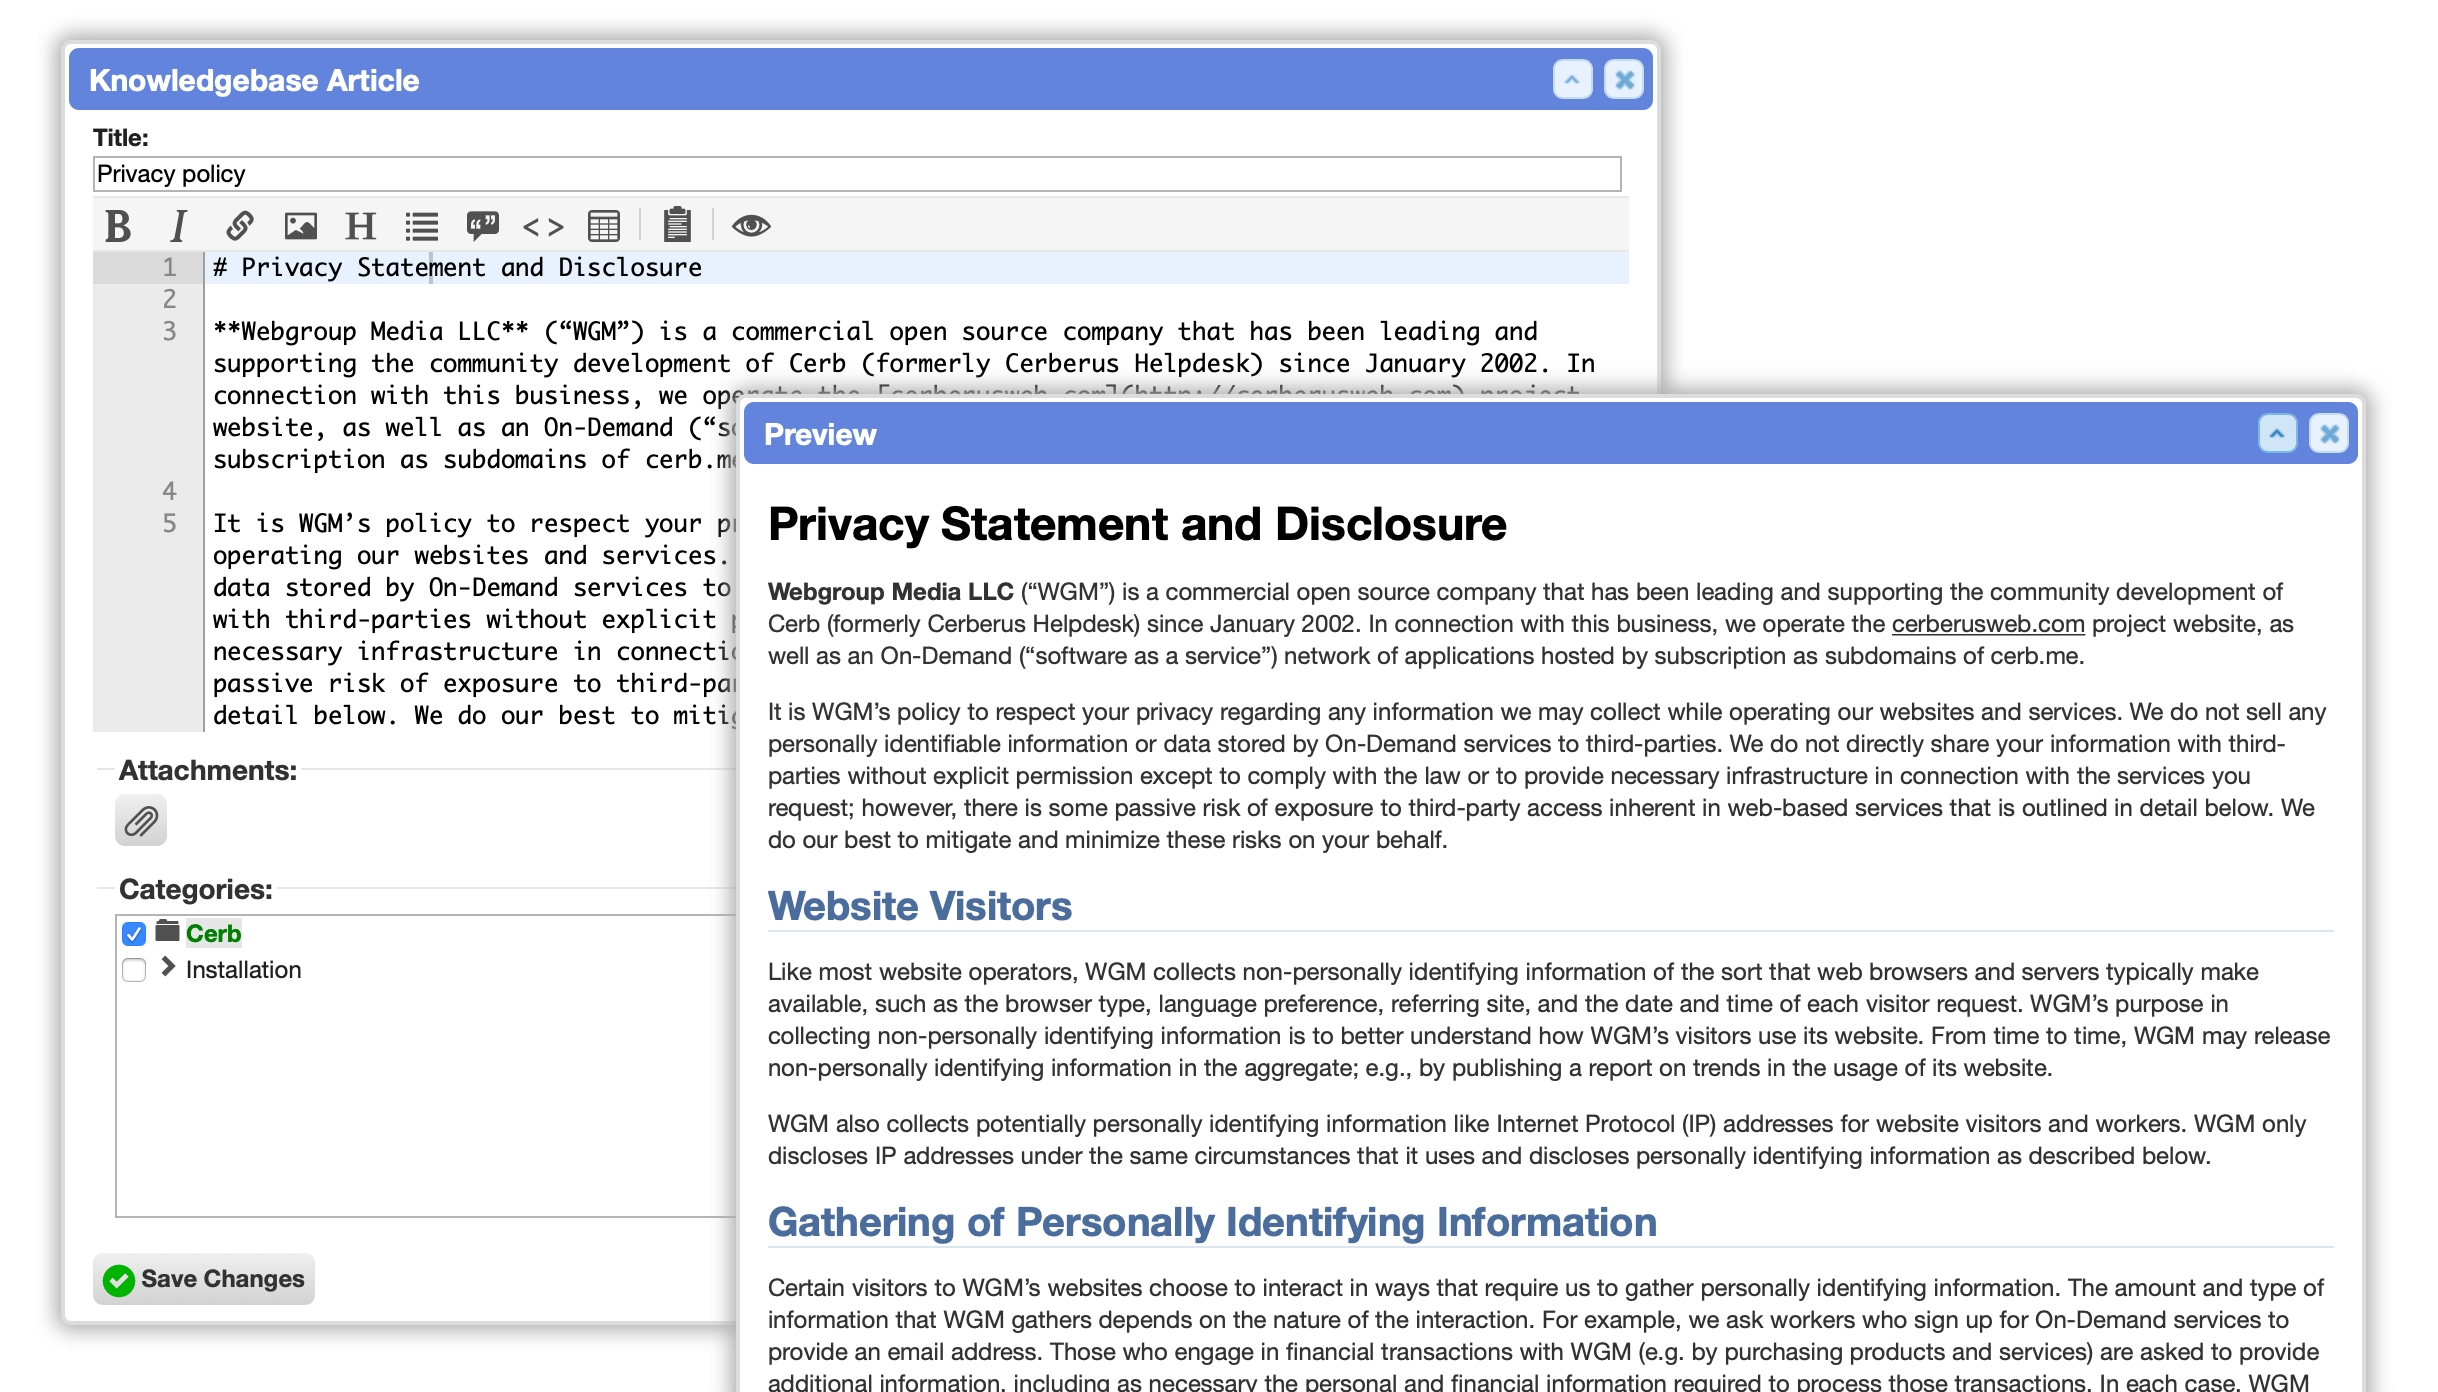 Knowledgebase Article
Title:
Privacy policy
B I H < >
1 # Privacy Statement and Disclosure
2
3 **Webgroup Media LLC** (“WGM”) is a commercial open source company that has been leading and
supporting the community development of Cerb (formerly Cerberus Helpdesk) since January 2002. In
connection with this business, we operate the [cerberusweb.com](http://cerberusweb.com) project
website, as well as an On-Demand (“
subscription as subdomains of cerb.
4
5 It is WGM’s policy to respect your
operating our websites and services.
data stored by On-Demand services to
with third-parties without explicit
necessary infrastructure in
passive risk of exposure to
detail below. We do our best to
Attachments:
Categories:
Cerb
Installation
Save Changes
Preview
Privacy Statement and Disclosure
Webgroup Media LLC (“WGM”) is a commercial open source company that has been leading and supporting the community development of
Cerb (formerly Cerberus Helpdesk) since January 2002. In connection with this business, we operate the cerberusweb.com project website, as
well as an On-Demand (“software as a service”) network of applications hosted by subscription as subdomains of cerb.me.
It is WGM’s policy to respect your privacy regarding any information we may collect while operating our websites and services. We do not sell any
personally identifiable information or data stored by On-Demand services to third-parties. We do not directly share your information with third-
parties without explicit permission except to comply with the law or to provide necessary infrastructure in connection with the services you
request; however, there is some passive risk of exposure to third-party access inherent in web-based services that is outlined in detail below. We
do our best to mitigate and minimize these risks on your behalf.
Website Visitors
Like most website operators, WGM collects non-personally identifying information of the sort that web browsers and servers typically make
available, such as the browser type, language preference, referring site, and the date and time of each visitor request. WGM’s purpose in
collecting non-personally identifying information is to better understand how WGM’s visitors use its website. From time to time, WGM may release
non-personally identifying information in the aggregate; e.g., by publishing a report on trends in the usage of its website.
WGM also collects potentially personally identifying information like Internet Protocol (IP) addresses for website visitors and workers. WGM only
discloses IP addresses under the same circumstances that it uses and discloses personally identifying information as described below.
Gathering of Personally Identifying Information
Certain visitors to WGM’s websites choose to interact in ways that require us to gather personally identifying information. The amount and type of
information that WGM gathers depends on the nature of the interaction. For example, we ask workers who sign up for On-Demand services to
provide an email address. Those who engage in financial transactions with WGM (e.g. by purchasing products and services) are asked to provide
additional information, including as necessary the personal and financial information required to process those transactions. In each case, WGM